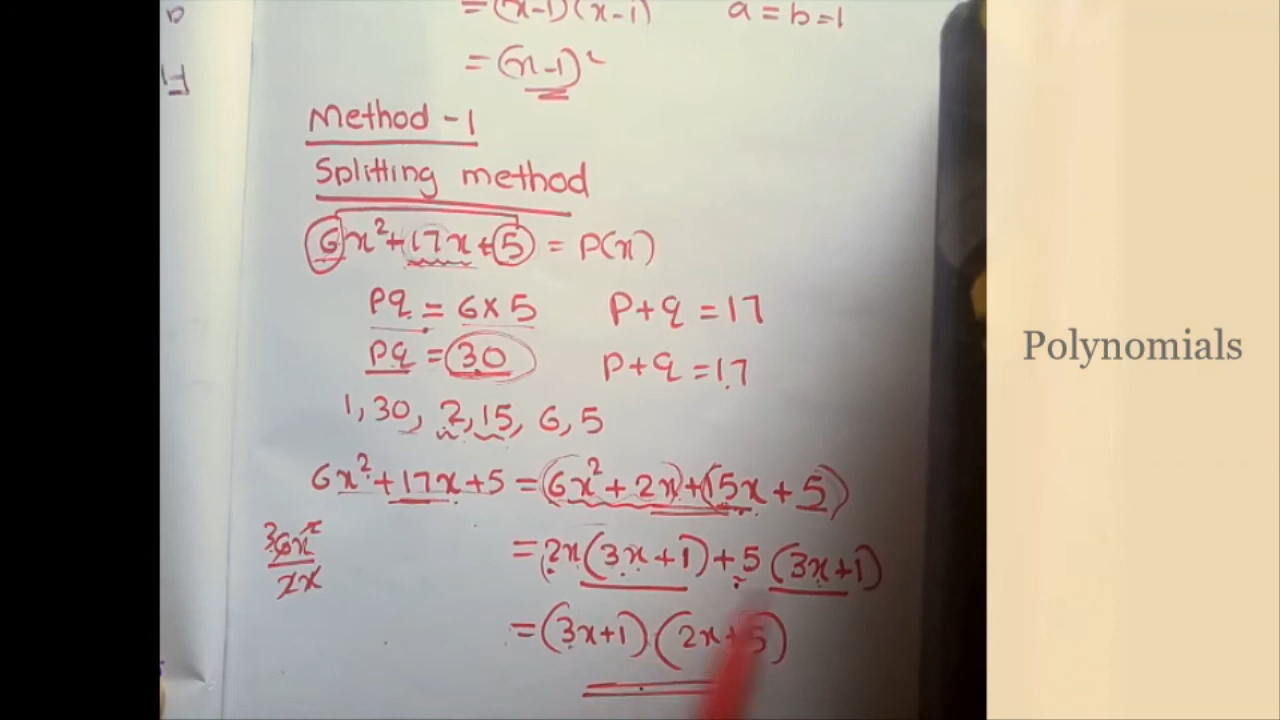 =(x-1)(x-1) a=b=1
=(x-1)²
Method-1
Splitting method
6x²+17x+5 = P(x)
Pq = 6×5 P+q = 17
Pq = 30 P+q = 17
1,30, 2,15, 6,5
6x²+17x+5 = (6x²+2x)+(15x+5)
= 2x(3x+1)+5(3x+1)
3
6x²
2x
= (3x+1)(2x+5)
Polynomials